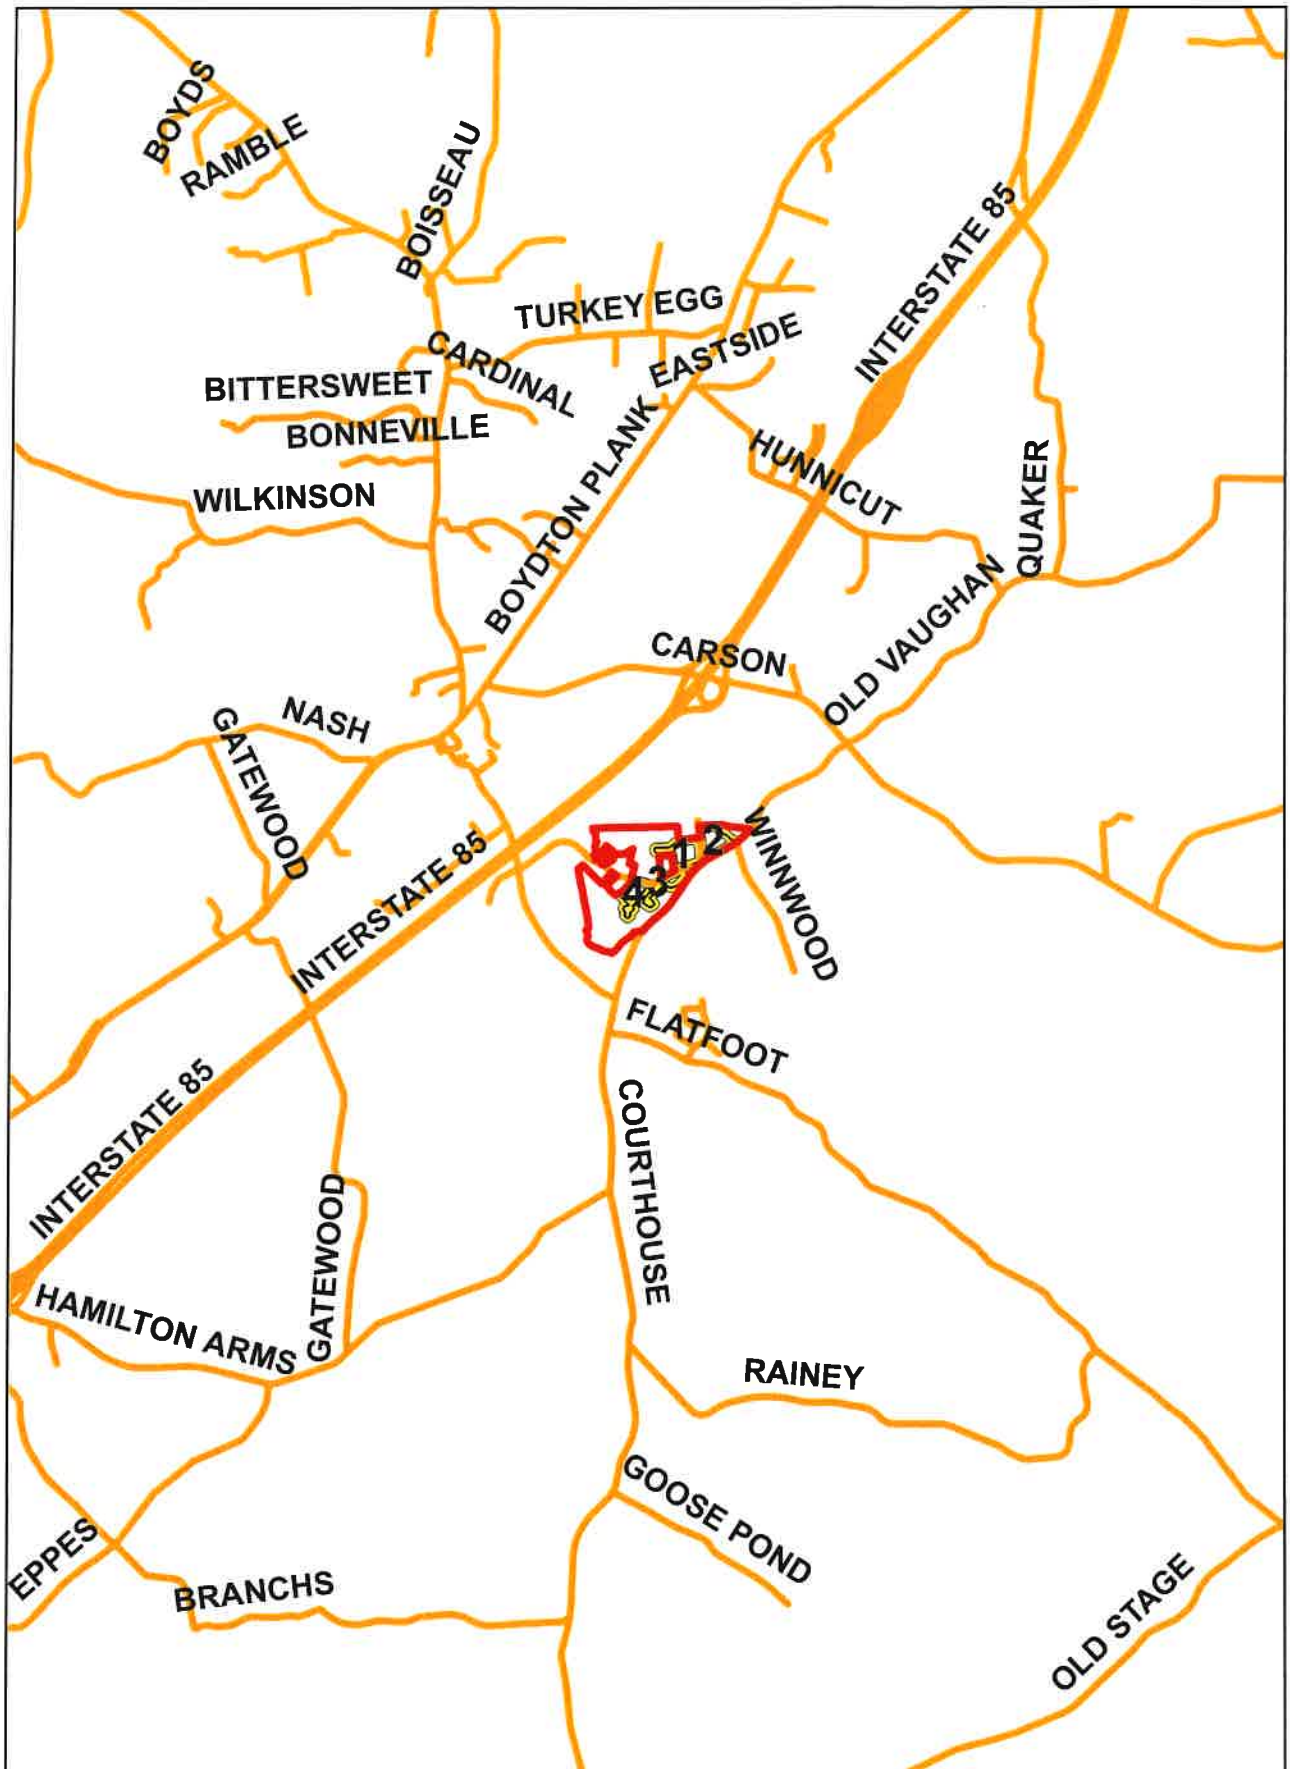 BOYDS
RAMBLE
BOISSEAU
INTERSTATE 85
TURKEY EGG
EASTSIDE
CARDINAL
BITTERSWEET
BONNEVILLE
BOYDTON PLANK
HUNNICUT
QUAKER
WILKINSON
OLD VAUGHAN
CARSON
NASH
GATEWOOD
INTERSTATE 85
1
2
3
4
WINNWOOD
FLATFOOT
INTERSTATE 85
COURTHOUSE
GATEWOOD
HAMILTON ARMS
RAINEY
GOOSE POND
EPPES
BRANCHS
OLD STAGE